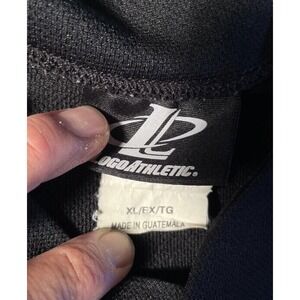 LOGO ATHLETIC®
XL/EX/TG
MADE IN GUATEMALA